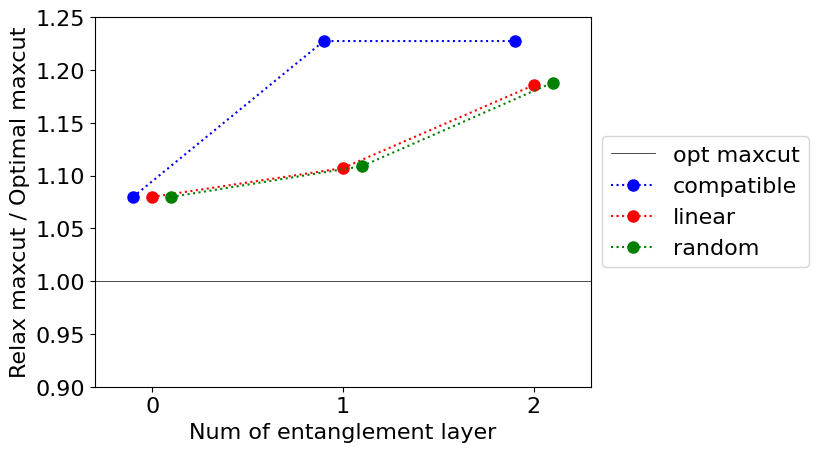 Relax maxcut / Optimal maxcut
1.25
1.20
1.15
1.10
1.05
1.00
0.95
0.90
0
1
2
Num of entanglement layer
opt maxcut
compatible
linear
random